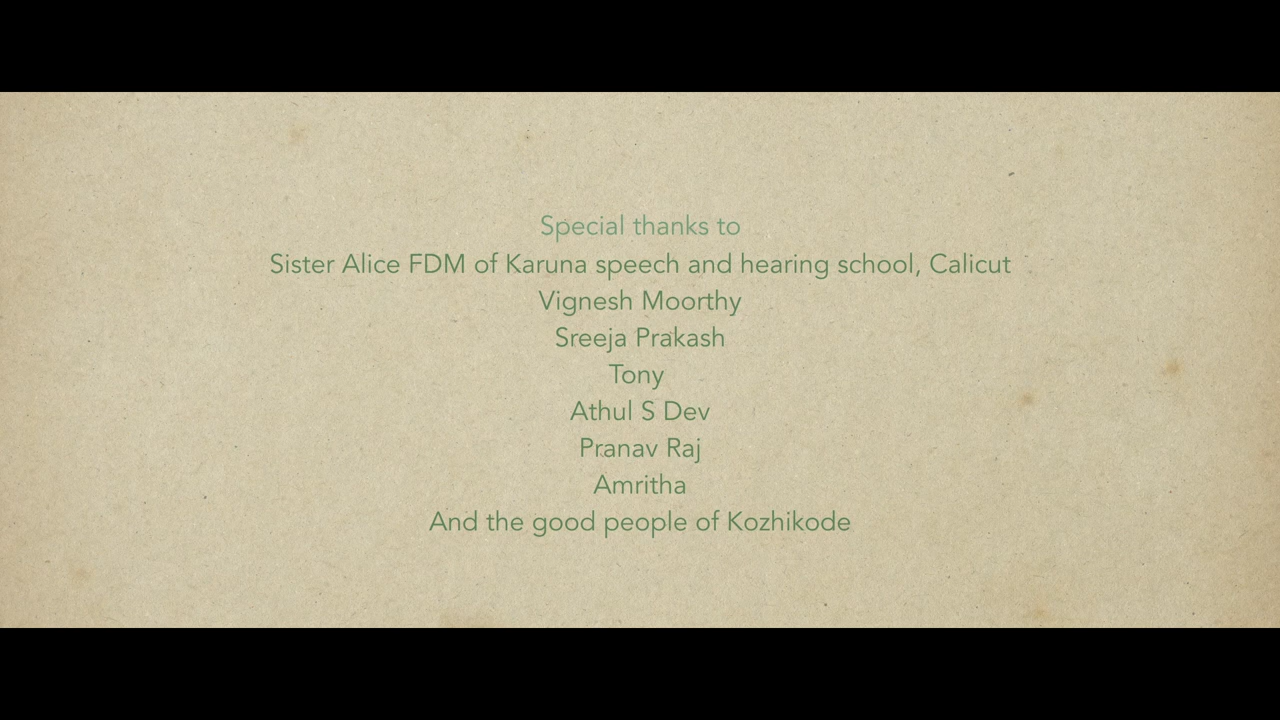 Special thanks to
Sister Alice FDM of Karuna speech and hearing school, Calicut
Vignesh Moorthy
Sreeja Prakash
Tony
Athul S Dev
Pranav Raj
Amritha
And the good people of Kozhikode